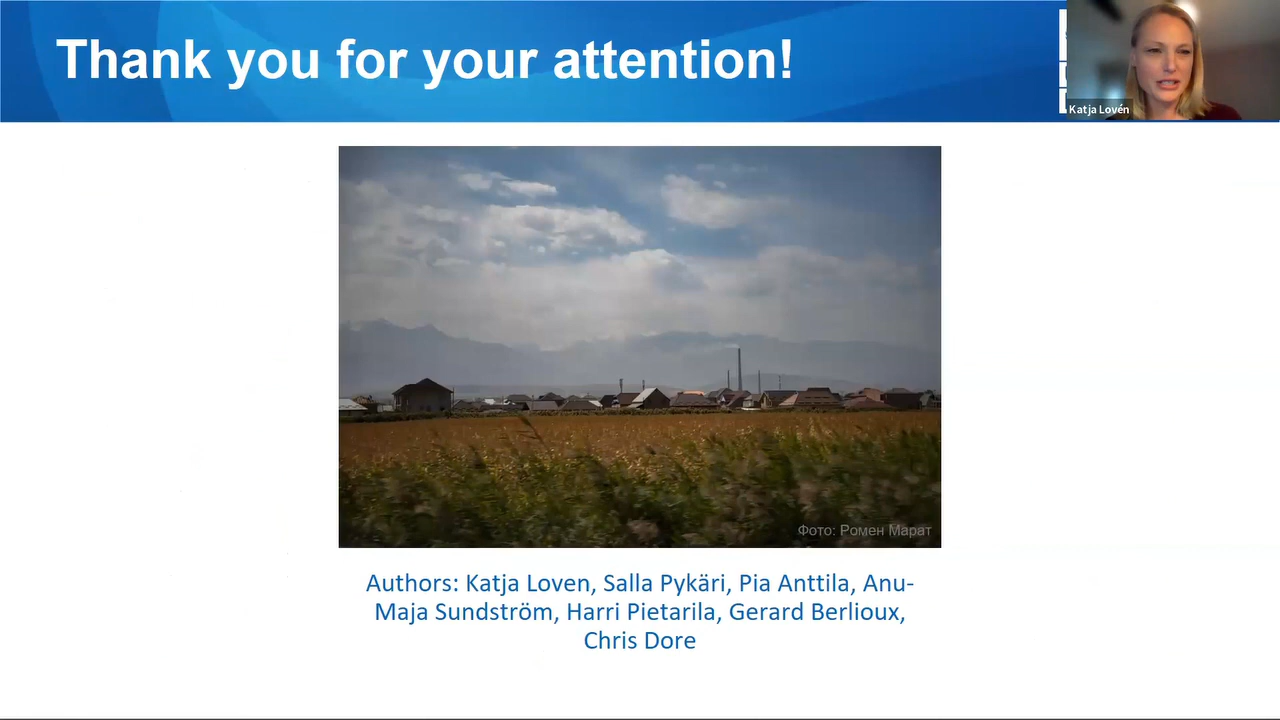 Thank you for your attention!
Katja Lovén
Фото: Ромен Марат
Authors: Katja Loven, Salla Pykäri, Pia Anttila, Anu-
Maja Sundström, Harri Pietarila, Gerard Berlioux,
Chris Dore